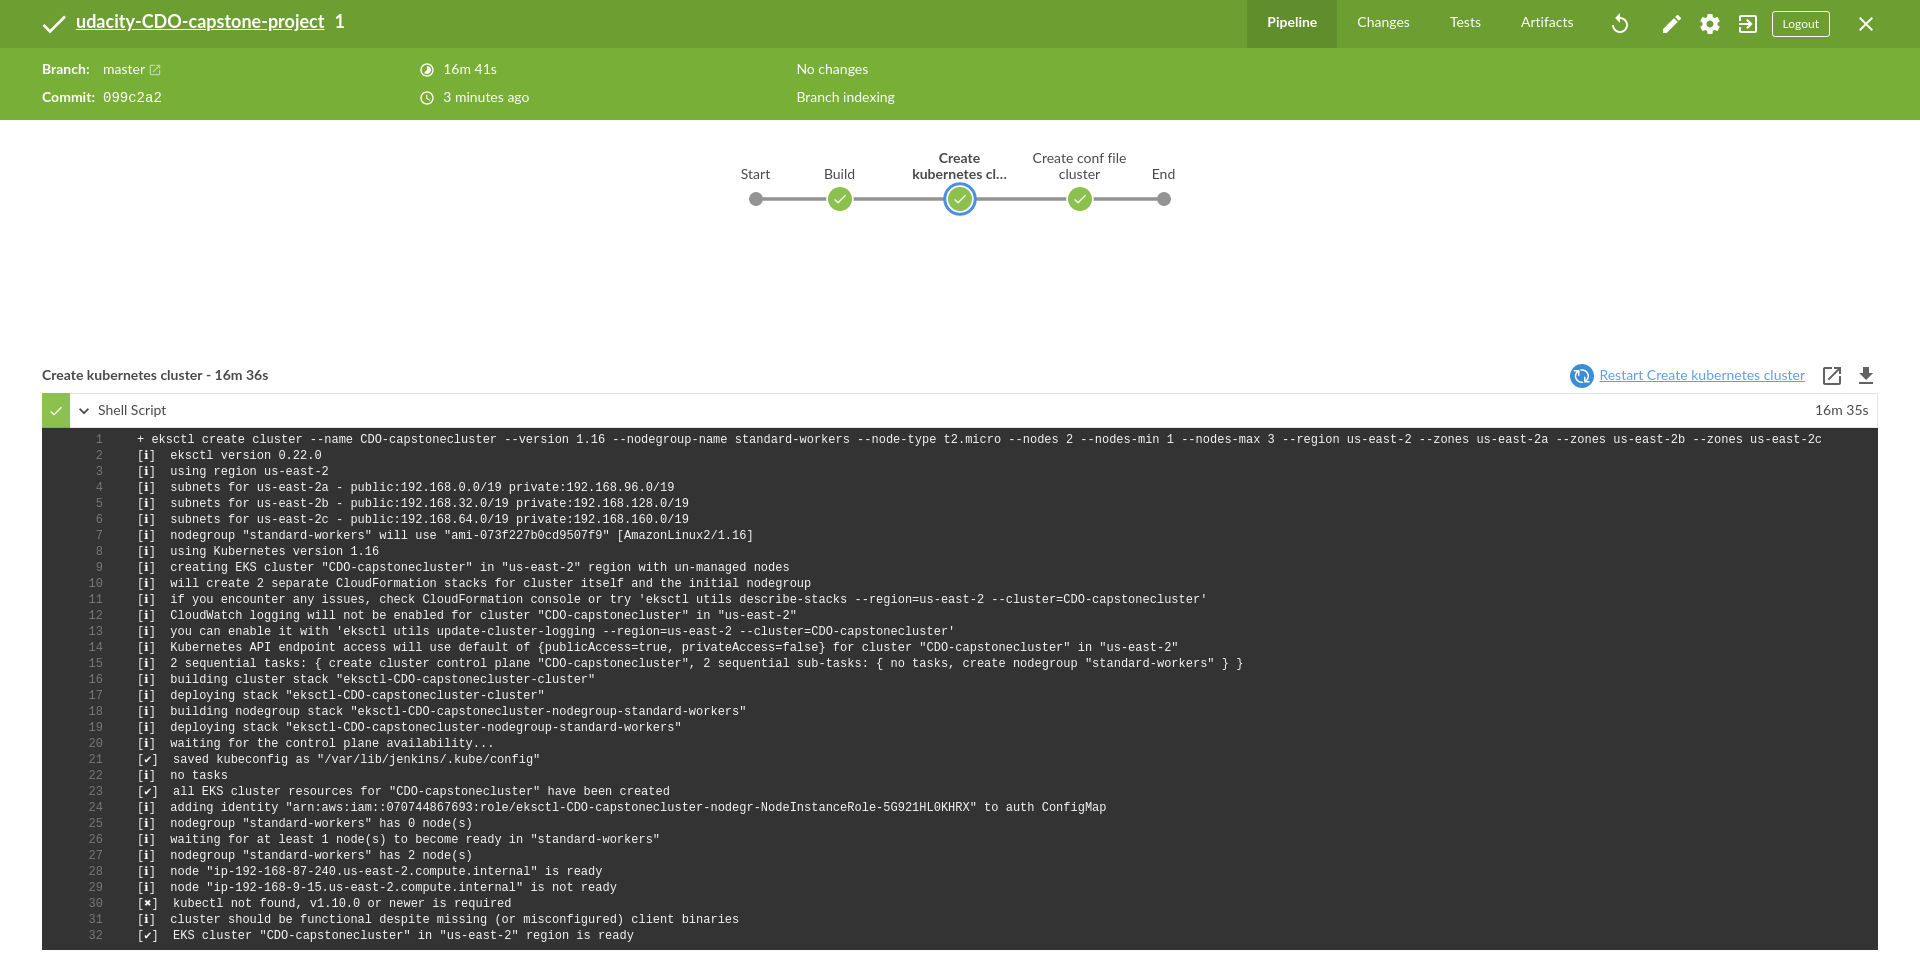 udacity-CDO-capstone-project 1
Pipeline Changes Tests Artifacts Logout
Branch: master 16m 41s No changes
Commit: 099c2a2 3 minutes ago Branch indexing
Start Build Create kubernetes cl... Create conf file cluster End
Create kubernetes cluster - 16m 36s Restart Create kubernetes cluster
Shell Script 16m 35s
1 + eksctl create cluster --name CDO-capstonecluster --version 1.16 --nodegroup-name standard-workers --node-type t2.micro --nodes 2 --nodes-min 1 --nodes-max 3 --region us-east-2 --zones us-east-2a --zones us-east-2b --zones us-east-2c
2 [ℹ]  eksctl version 0.22.0
3 [ℹ]  using region us-east-2
4 [ℹ]  subnets for us-east-2a - public:192.168.0.0/19 private:192.168.96.0/19
5 [ℹ]  subnets for us-east-2b - public:192.168.32.0/19 private:192.168.128.0/19
6 [ℹ]  subnets for us-east-2c - public:192.168.64.0/19 private:192.168.160.0/19
7 [ℹ]  nodegroup "standard-workers" will use "ami-073f227b0cd9507f9" [AmazonLinux2/1.16]
8 [ℹ]  using Kubernetes version 1.16
9 [ℹ]  creating EKS cluster "CDO-capstonecluster" in "us-east-2" region with un-managed nodes
10 [ℹ]  will create 2 separate CloudFormation stacks for cluster itself and the initial nodegroup
11 [ℹ]  if you encounter any issues, check CloudFormation console or try 'eksctl utils describe-stacks --region=us-east-2 --cluster=CDO-capstonecluster'
12 [ℹ]  CloudWatch logging will not be enabled for cluster "CDO-capstonecluster" in "us-east-2"
13 [ℹ]  you can enable it with 'eksctl utils update-cluster-logging --region=us-east-2 --cluster=CDO-capstonecluster'
14 [ℹ]  Kubernetes API endpoint access will use default of {publicAccess=true, privateAccess=false} for cluster "CDO-capstonecluster" in "us-east-2"
15 [ℹ]  2 sequential tasks: { create cluster control plane "CDO-capstonecluster", 2 sequential sub-tasks: { no tasks, create nodegroup "standard-workers" } }
16 [ℹ]  building cluster stack "eksctl-CDO-capstonecluster-cluster"
17 [ℹ]  deploying stack "eksctl-CDO-capstonecluster-cluster"
18 [ℹ]  building nodegroup stack "eksctl-CDO-capstonecluster-nodegroup-standard-workers"
19 [ℹ]  deploying stack "eksctl-CDO-capstonecluster-nodegroup-standard-workers"
20 [ℹ]  waiting for the control plane availability...
21 [✔]  saved kubeconfig as "/var/lib/jenkins/.kube/config"
22 [ℹ]  no tasks
23 [✔]  all EKS cluster resources for "CDO-capstonecluster" have been created
24 [ℹ]  adding identity "arn:aws:iam::070744867693:role/eksctl-CDO-capstonecluster-nodegr-NodeInstanceRole-5G921HL0KHRX" to auth ConfigMap
25 [ℹ]  nodegroup "standard-workers" has 0 node(s)
26 [ℹ]  waiting for at least 1 node(s) to become ready in "standard-workers"
27 [ℹ]  nodegroup "standard-workers" has 2 node(s)
28 [ℹ]  node "ip-192-168-87-240.us-east-2.compute.internal" is ready
29 [ℹ]  node "ip-192-168-9-15.us-east-2.compute.internal" is not ready
30 [✖]  kubectl not found, v1.10.0 or newer is required
31 [ℹ]  cluster should be functional despite missing (or misconfigured) client binaries
32 [✔]  EKS cluster "CDO-capstonecluster" in "us-east-2" region is ready